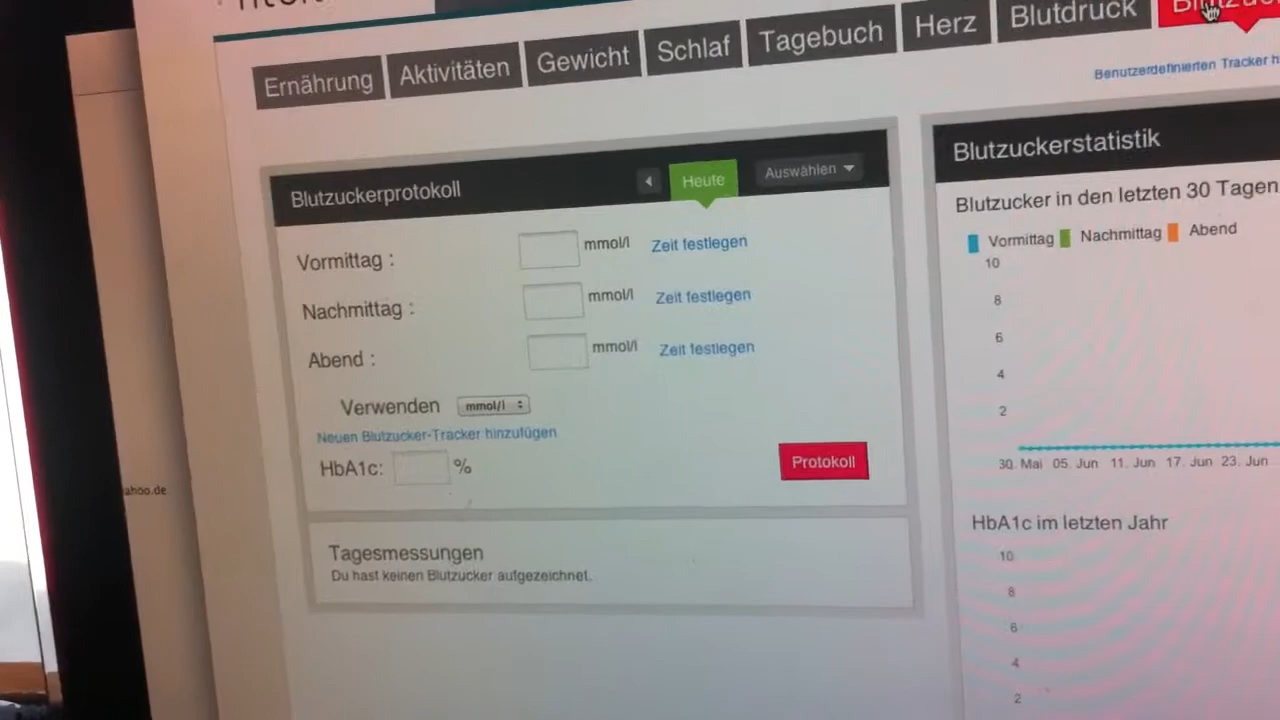 Ernährung
Aktivitäten
Gewicht
Schlaf
Tagebuch
Herz
Blutdruck
Benutzerdefinierten Tracker
Blutzuckerprotokoll
Heute
Auswählen
Vormittag :
mmol/l
Zeit festlegen
Nachmittag :
mmol/l
Zeit festlegen
Abend :
mmol/l
Zeit festlegen
Verwenden mmol/l
Neuen Blutzucker-Tracker hinzufügen
HbA1c: %
Protokoll
Tagesmessungen
Du hast keinen Blutzucker aufgezeichnet.
Blutzuckerstatistik
Blutzucker in den letzten 30 Tagen
Vormittag Nachmittag Abend
10
8
6
4
2
30. Mai 05. Jun 11. Jun 17. Jun 23. Jun
HbA1c im letzten Jahr
10
8
6
4
2
ahoo.de